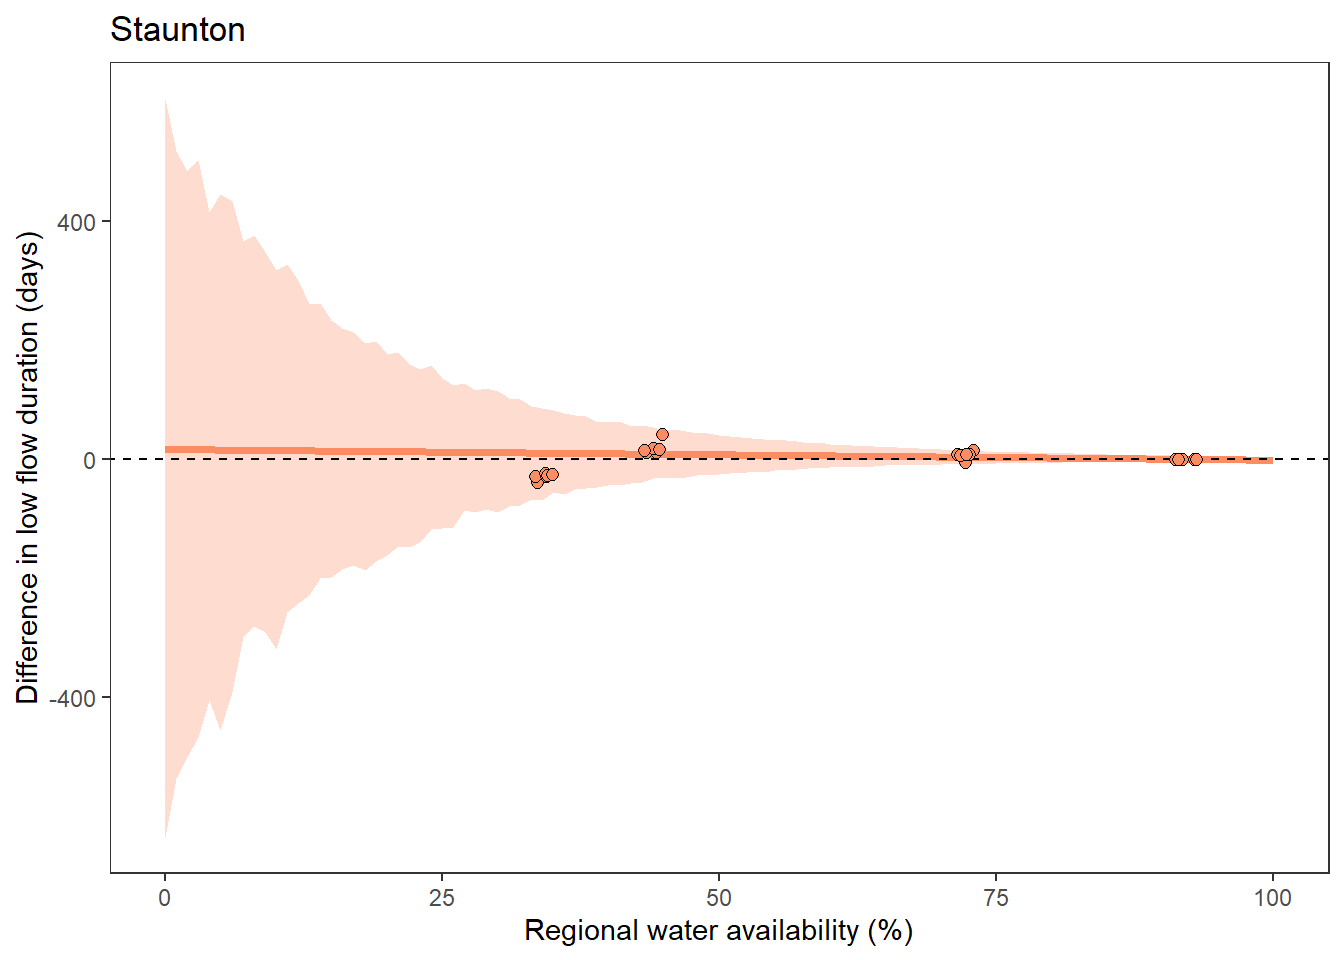 Staunton
Difference in low flow duration (days)
400
0
-400
0 25 50 75 100
Regional water availability (%)